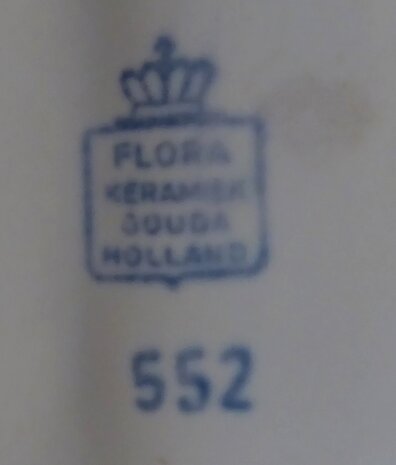 FLORA
KERAMIEK
GOUDA
HOLLAND
552